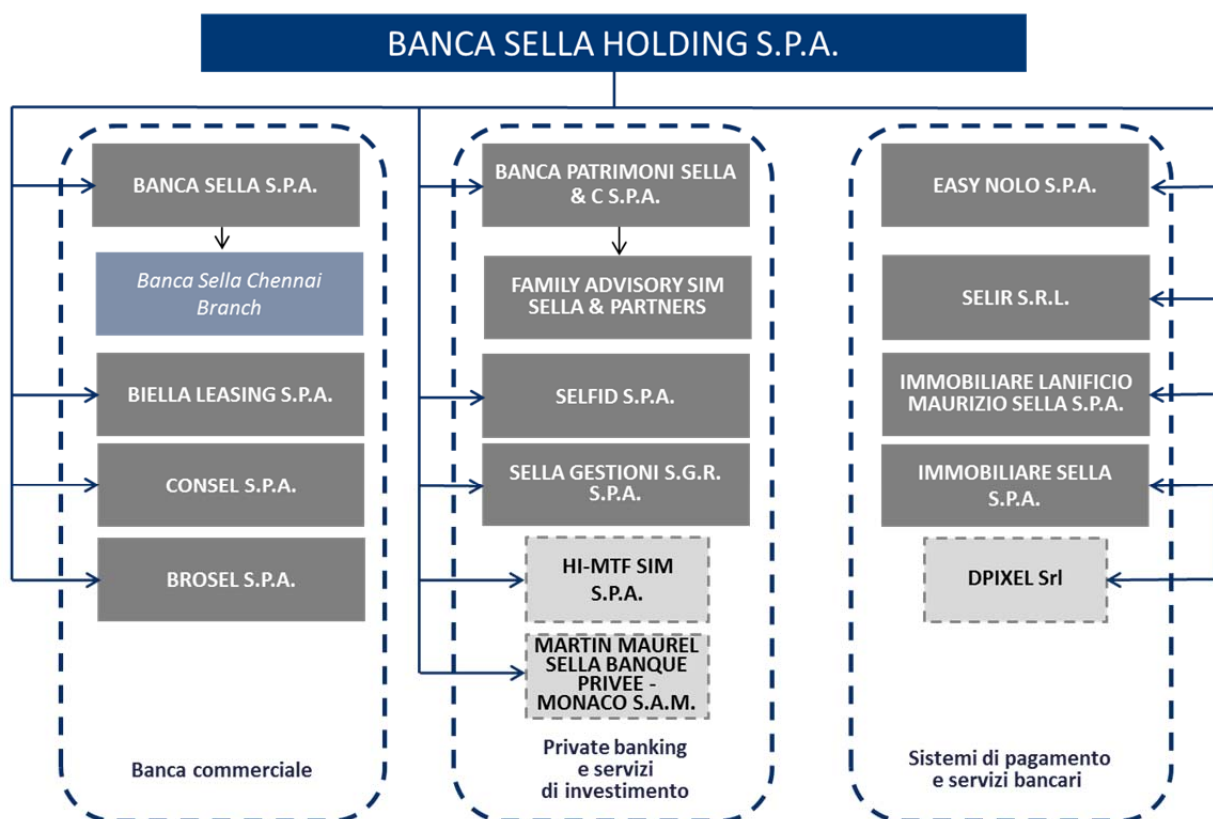 BANCA SELLA HOLDING S.P.A.
BANCA SELLA S.P.A.
Banca Sella Chennai
Branch
BIELLA LEASING S.P.A.
CONSEL S.P.A.
BROSEL S.P.A.
Banca commerciale
BANCA PATRIMONI SELLA
& C S.P.A.
FAMILY ADVISORY SIM
SELLA & PARTNERS
SELFID S.P.A.
SELLA GESTIONI S.G.R.
S.P.A.
HI-MTF SIM
S.P.A.
MARTIN MAUREL
SELLA BANQUE
PRIVEE -
MONACO S.A.M.
Private banking
e servizi
di investimento
EASY NOLO S.P.A.
SELIR S.R.L.
IMMOBILIARE LANIFICIO
MAURIZIO SELLA S.P.A.
IMMOBILIARE SELLA
S.P.A.
DPIXEL Srl
Sistemi di pagamento
e servizi bancari